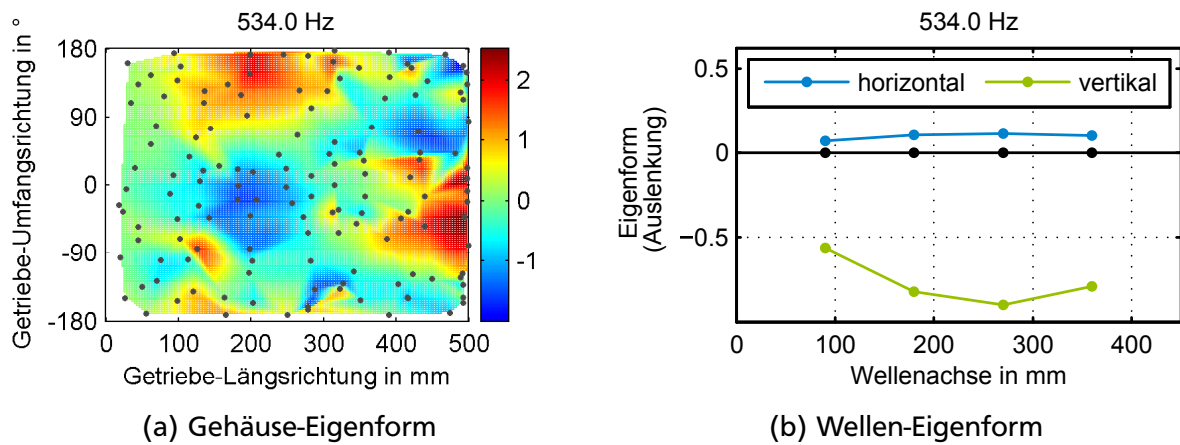 534.0 Hz
Getriebe-Umfangsrichtung in °
180
90
0
-90
-180
0 100 200 300 400 500
Getriebe-Längsrichtung in mm
2
1
0
-1
(a) Gehäuse-Eigenform
534.0 Hz
Eigenform
(Auslenkung)
0.5
0
−0.5
horizontal vertikal
0 100 200 300 400
Wellenachse in mm
(b) Wellen-Eigenform